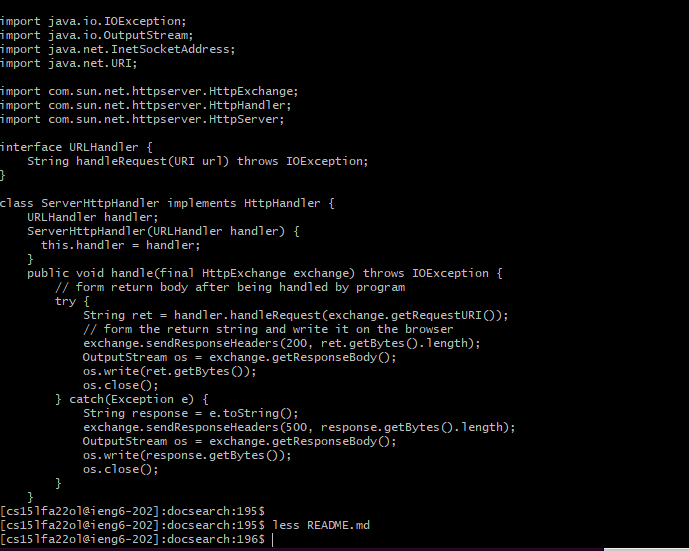 import java.io.IOException;
import java.io.OutputStream;
import java.net.InetSocketAddress;
import java.net.URI;

import com.sun.net.httpserver.HttpExchange;
import com.sun.net.httpserver.HttpHandler;
import com.sun.net.httpserver.HttpServer;

interface URLHandler {
    String handleRequest(URI url) throws IOException;
}

class ServerHttpHandler implements HttpHandler {
    URLHandler handler;
    ServerHttpHandler(URLHandler handler) {
      this.handler = handler;
    }
    public void handle(final HttpExchange exchange) throws IOException {
        // form return body after being handled by program
        try {
            String ret = handler.handleRequest(exchange.getRequestURI());
            // form the return string and write it on the browser
            exchange.sendResponseHeaders(200, ret.getBytes().length);
            OutputStream os = exchange.getResponseBody();
            os.write(ret.getBytes());
            os.close();
        } catch(Exception e) {
            String response = e.toString();
            exchange.sendResponseHeaders(500, response.getBytes().length);
            OutputStream os = exchange.getResponseBody();
            os.write(response.getBytes());
            os.close();
        }
    }
[cs15lfa22ol@ieng6-202]:docsearch:195$
[cs15lfa22ol@ieng6-202]:docsearch:195$ less README.md
[cs15lfa22ol@ieng6-202]:docsearch:196$